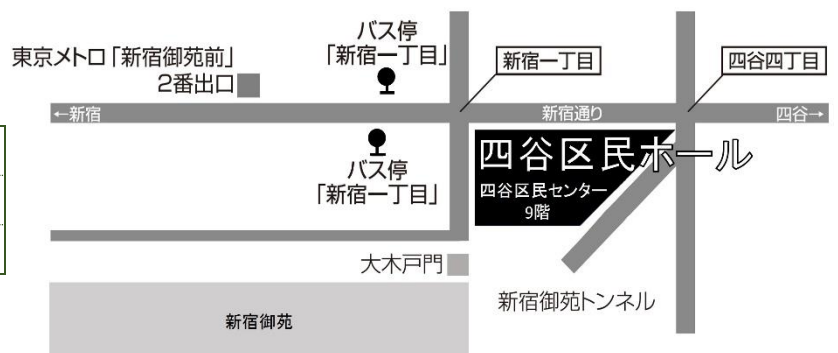 バス停
「新宿一丁目」
東京メトロ「新宿御苑前」
2番出口
新宿一丁目
四谷四丁目
←新宿
新宿通り
四谷→
バス停
「新宿一丁目」
四谷区民ホール
四谷区民センター
9階
大木戸門
新宿御苑トンネル
新宿御苑